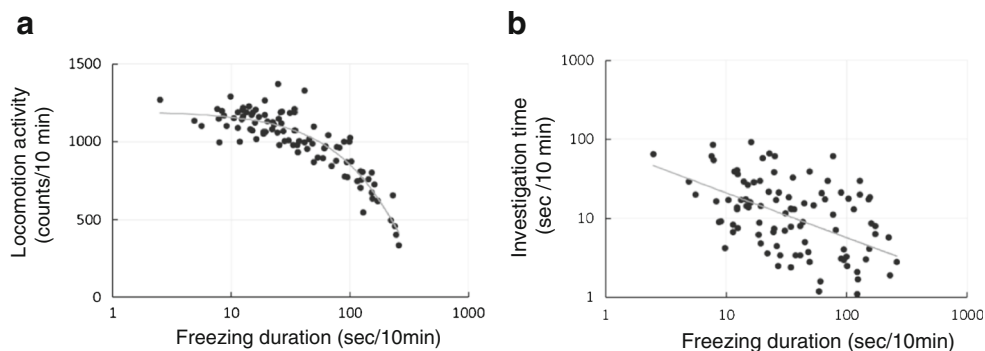 a
Locomotion activity
(counts/10 min)
1500
1000
500
0
1
10
100
1000
Freezing duration (sec/10min)
b
Investigation time
(sec /10 min)
1000
100
10
1
1
10
100
1000
Freezing duration (sec/10min)